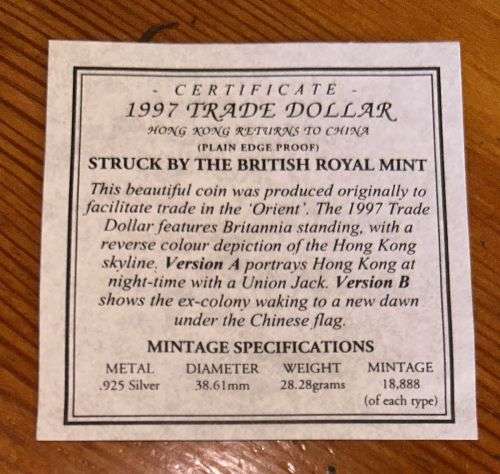 - CERTIFICATE -
1997 TRADE DOLLAR
HONG KONG RETURNS TO CHINA
(PLAIN EDGE PROOF)
STRUCK BY THE BRITISH ROYAL MINT
This beautiful coin was produced originally to
facilitate trade in the 'Orient'. The 1997 Trade
Dollar features Britannia standing, with a
reverse colour depiction of the Hong Kong
skyline. Version A portrays Hong Kong at
night-time with a Union Jack. Version B
shows the ex-colony waking to a new dawn
under the Chinese flag.
MINTAGE SPECIFICATIONS
METAL DIAMETER WEIGHT MINTAGE
.925 Silver 38.61mm 28.28grams 18,888
(of each type)